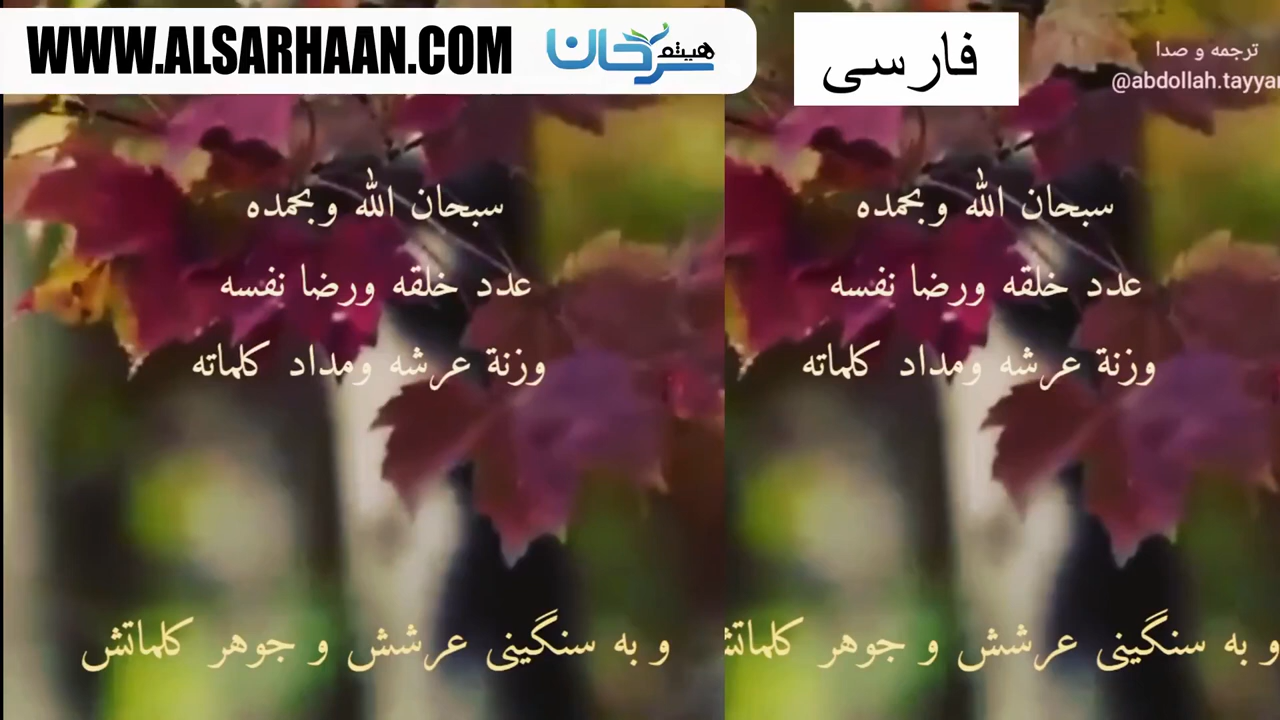 WWW.ALSARHAAN.COM
هيثم سرحان
فارسی
ترجمه و صدا
@abdollah.tayyar
سبحان الله وبحمده
عدد خلقه ورضا نفسه
وزنة عرشه ومداد كلماته
و به سنگینی عرشش و جوهر کلماتش
سبحان الله وبحمده
عدد خلقه ورضا نفسه
وزنة عرشه ومداد كلماته
و به سنگینی عرشش و جوهر کلماتش